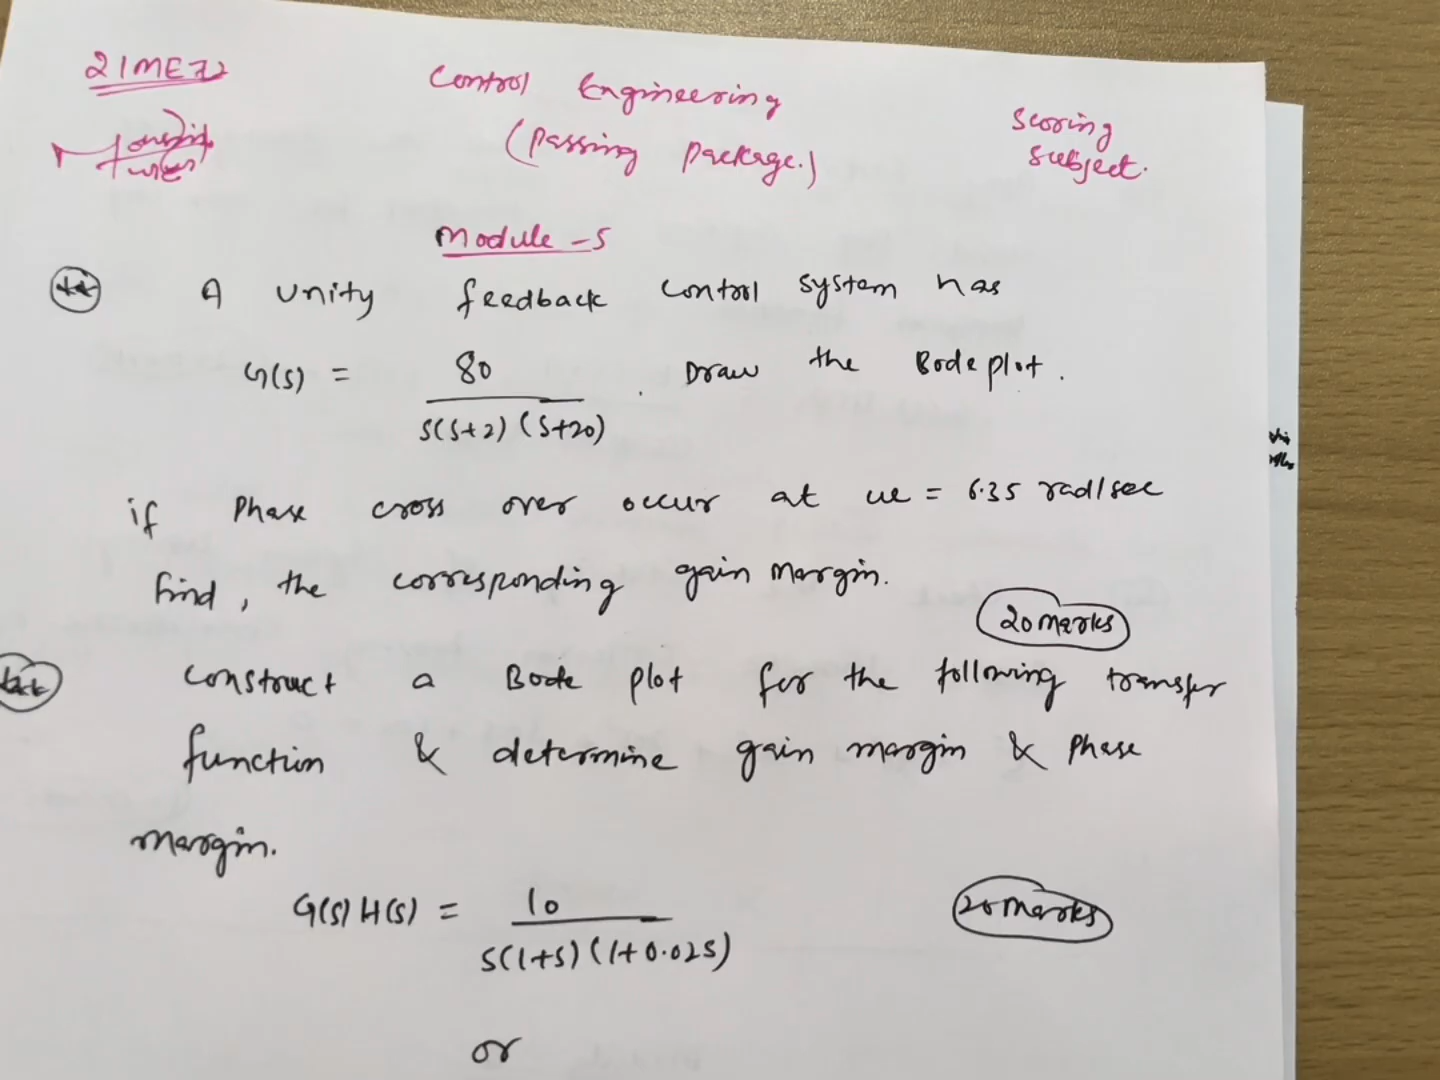 21ME72
Control Engineering
(Passing package.)
Scoring
subject.
Module -5
A unity feedback control system has
G(s) = 80 / s(s+2) (s+20) . Draw the Bode plot.
if Phase cross over occur at ω = 6.35 rad/sec
find, the corresponding gain margin.
20 marks
construct a Bode plot for the following transfer
function & determine gain margin & phase
margin.
G(s) H(s) = 10 / s(1+s) (1+0.02s)
20 marks
or